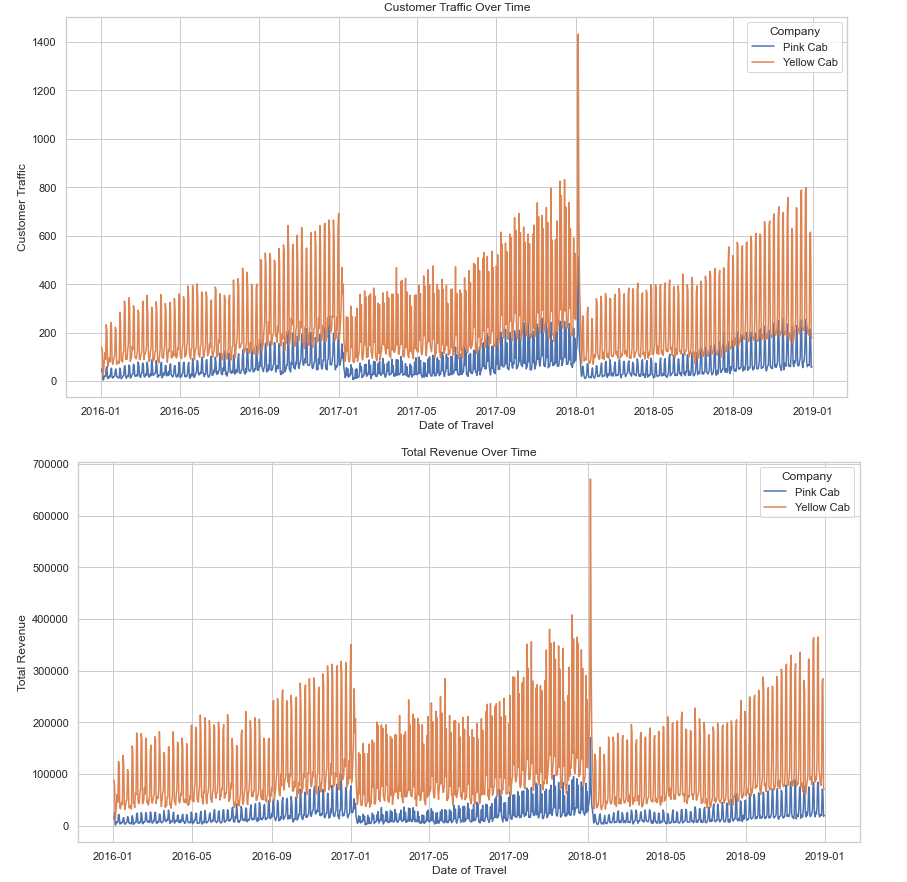 Customer Traffic Over Time
Company
Pink Cab
Yellow Cab
Customer Traffic
1400
1200
1000
800
600
400
200
0
2016-01 2016-05 2016-09 2017-01 2017-05 2017-09 2018-01 2018-05 2018-09 2019-01
Date of Travel
Total Revenue Over Time
Company
Pink Cab
Yellow Cab
Total Revenue
700000
600000
500000
400000
300000
200000
100000
0
2016-01 2016-05 2016-09 2017-01 2017-05 2017-09 2018-01 2018-05 2018-09 2019-01
Date of Travel